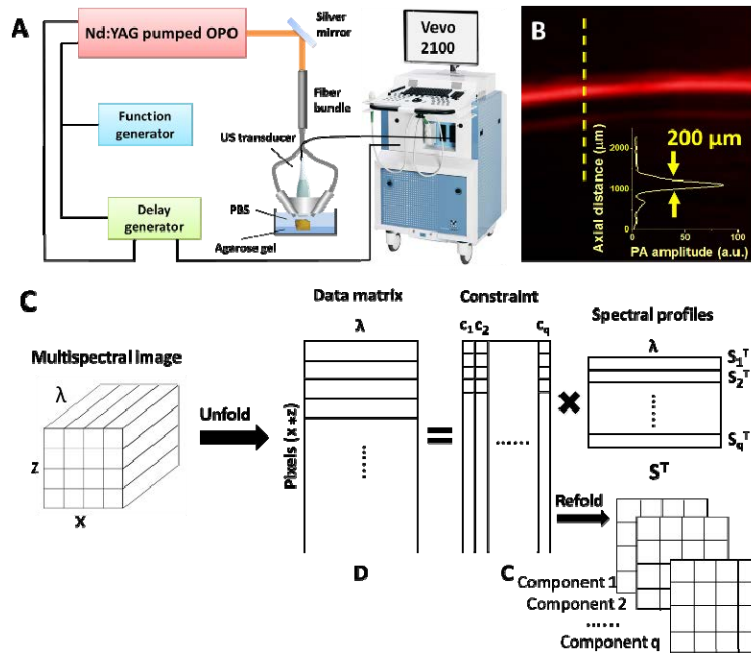 A
Nd:YAG pumped OPO
Silver
mirror
Fiber
bundle
Function
generator
US transducer
Delay
generator
PBS
Agarose gel
Vevo
2100
B
200 µm
Axial distance (µm)
2000
1000
0
0
50
100
PA amplitude (a.u.)
C
Multispectral image
λ
z
x
Unfold
Data matrix
λ
Pixels (x*z)
......
D
=
Constraint
c1 c2 cq
......
C
×
Spectral profiles
λ
S1T
S2T
......
SqT
ST
Refold
Component 1
Component 2
......
Component q